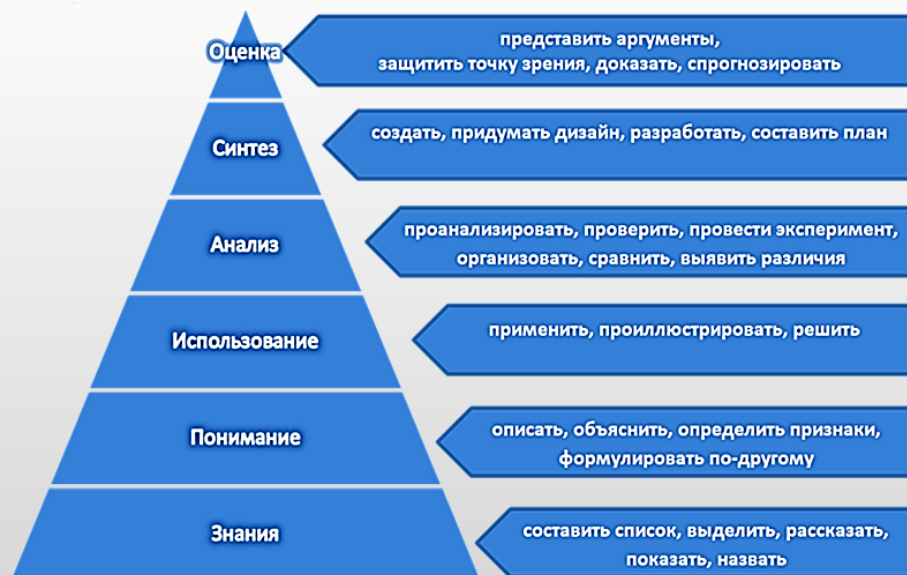 Оценка
представить аргументы,
защитить точку зрения, доказать, спрогнозировать
Синтез
создать, придумать дизайн, разработать, составить план
Анализ
проанализировать, проверить, провести эксперимент,
организовать, сравнить, выявить различия
Использование
применить, проиллюстрировать, решить
Понимание
описать, объяснить, определить признаки,
формулировать по-другому
Знания
составить список, выделить, рассказать,
показать, назвать